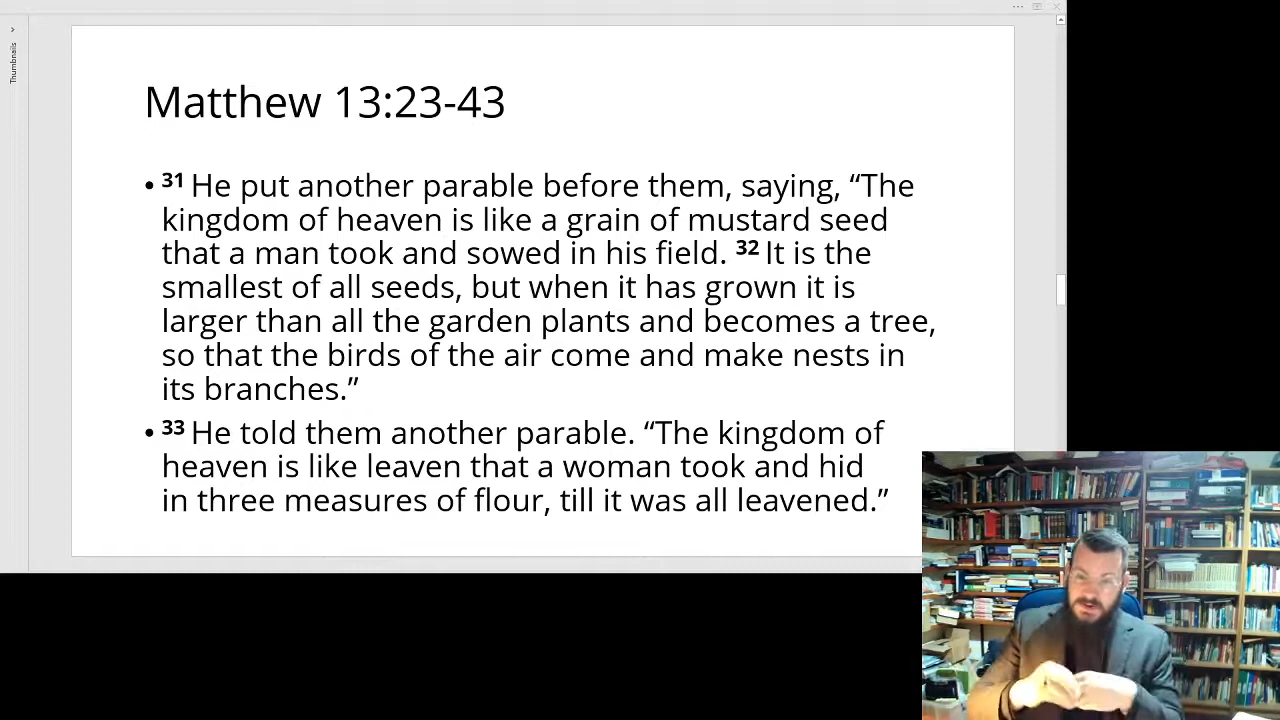 Thumbnails
Matthew 13:23-43
• 31 He put another parable before them, saying, “The
kingdom of heaven is like a grain of mustard seed
that a man took and sowed in his field. 32 It is the
smallest of all seeds, but when it has grown it is
larger than all the garden plants and becomes a tree,
so that the birds of the air come and make nests in
its branches.”
• 33 He told them another parable. “The kingdom of
heaven is like leaven that a woman took and hid
in three measures of flour, till it was all leavened.”